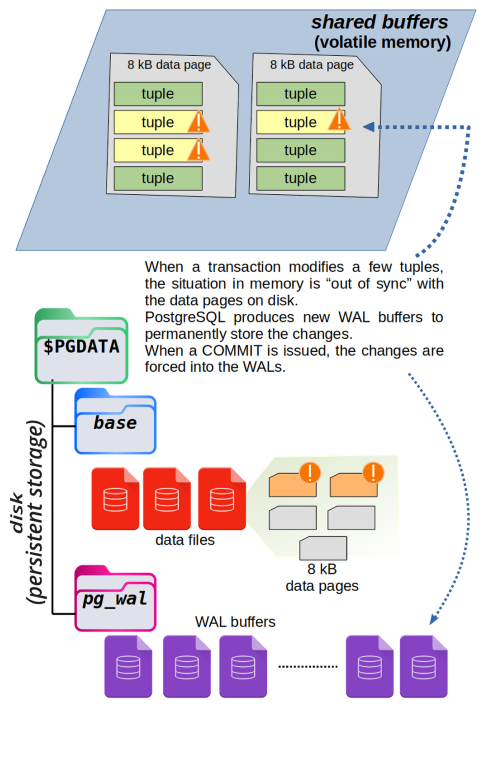 shared buffers
(volatile memory)
8 kB data page
8 kB data page
tuple
tuple
tuple
tuple
tuple
tuple
tuple
tuple
When a transaction modifies a few tuples,
the situation in memory is “out of sync” with
the data pages on disk.
PostgreSQL produces new WAL buffers to
permanently store the changes.
When a COMMIT is issued, the changes are
forced into the WALs.
$PGDATA
base
disk
(persistent storage)
data files
8 kB
data pages
pg_wal
WAL buffers